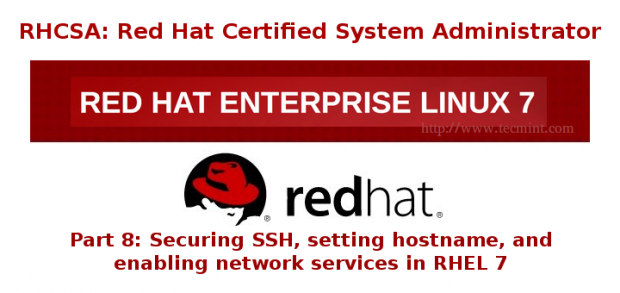 RHCSA: Red Hat Certified System Administrator
RED HAT ENTERPRISE LINUX 7
http://www.tecmint.com
redhat®
Part 8: Securing SSH, setting hostname, and
enabling network services in RHEL 7